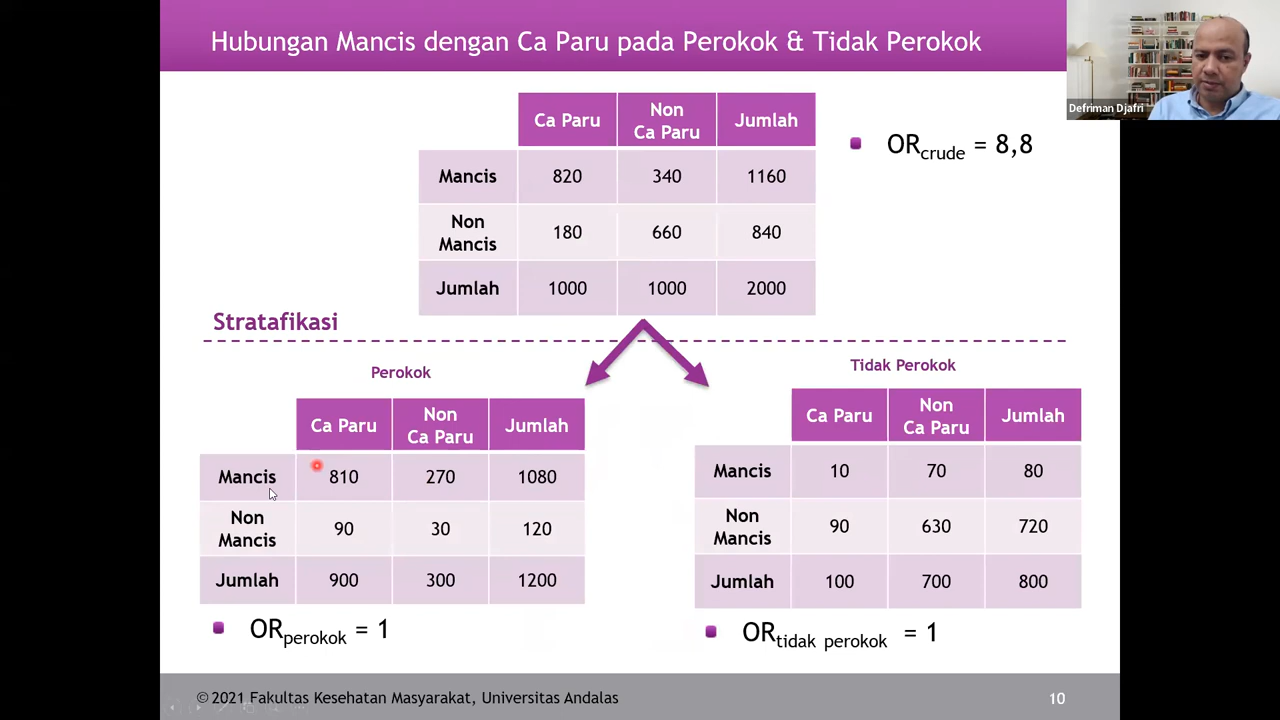 Hubungan Mancis dengan Ca Paru pada Perokok & Tidak Perokok
Defriman Djafri
Ca Paru Non Ca Paru Jumlah
Mancis 820 340 1160
Non Mancis 180 660 840
Jumlah 1000 1000 2000
ORcrude = 8,8
Stratafikasi
Perokok
Ca Paru Non Ca Paru Jumlah
Mancis 810 270 1080
Non Mancis 90 30 120
Jumlah 900 300 1200
ORperokok = 1
Tidak Perokok
Ca Paru Non Ca Paru Jumlah
Mancis 10 70 80
Non Mancis 90 630 720
Jumlah 100 700 800
ORtidak perokok = 1
©2021 Fakultas Kesehatan Masyarakat, Universitas Andalas
10